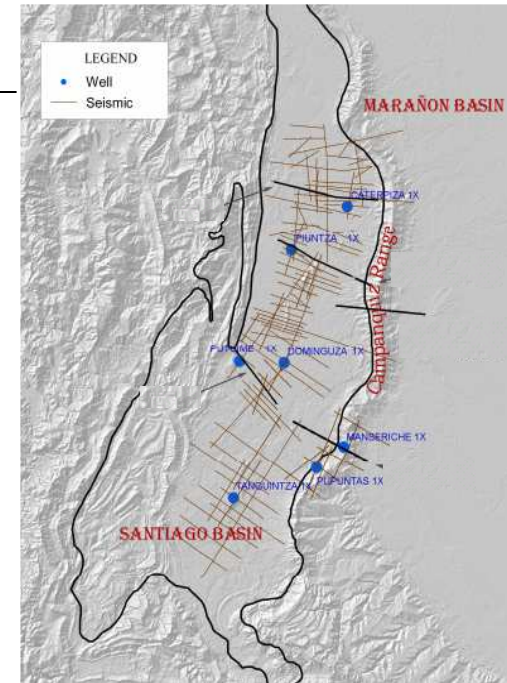 LEGEND
Well
Seismic
MARAÑON BASIN
CATERPIZA 1X
PIUNTZA 1X
Campanquiz Range
1X
DOMINGUZA 1X
MANSERICHE 1X
PUPUNTAS 1X
TANGUINTZA 1X
SANTIAGO BASIN